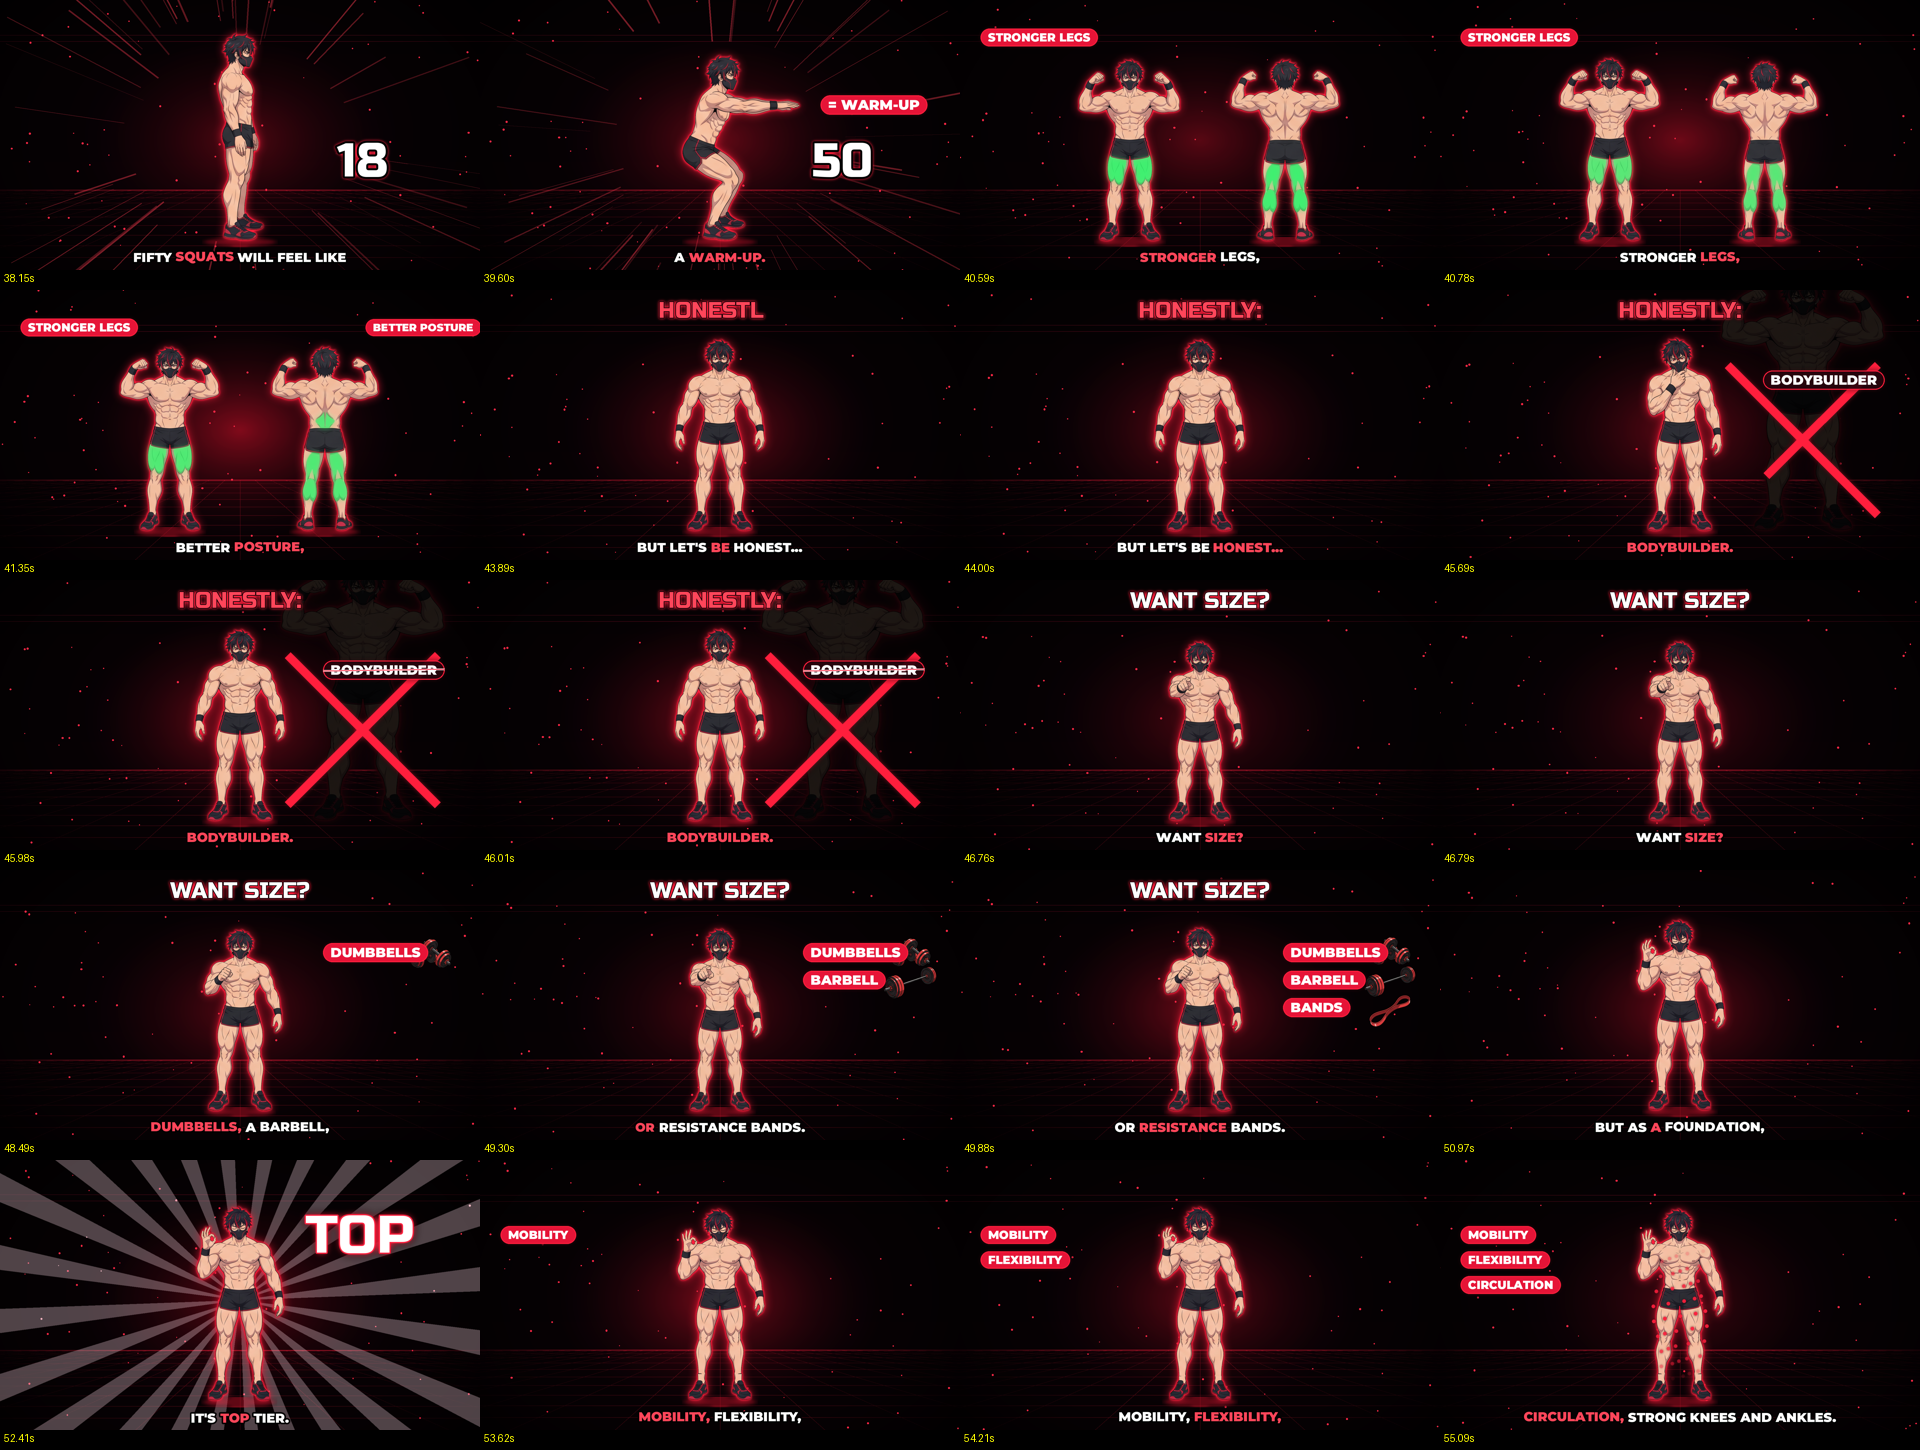 18
FIFTY SQUATS WILL FEEL LIKE
38.15s
= WARM-UP
50
A WARM-UP.
39.60s
STRONGER LEGS
STRONGER LEGS,
40.59s
STRONGER LEGS
STRONGER LEGS,
40.78s
STRONGER LEGS
BETTER POSTURE
BETTER POSTURE,
41.35s
HONESTL
BUT LET'S BE HONEST...
43.89s
HONESTLY:
BUT LET'S BE HONEST...
44.00s
HONESTLY:
BODYBUILDER
BODYBUILDER.
45.69s
HONESTLY:
BODYBUILDER
BODYBUILDER.
45.98s
HONESTLY:
BODYBUILDER
BODYBUILDER.
46.01s
WANT SIZE?
WANT SIZE?
46.76s
WANT SIZE?
WANT SIZE?
46.79s
WANT SIZE?
DUMBBELLS
DUMBBELLS, A BARBELL,
48.49s
WANT SIZE?
DUMBBELLS
BARBELL
OR RESISTANCE BANDS.
49.30s
WANT SIZE?
DUMBBELLS
BARBELL
BANDS
OR RESISTANCE BANDS.
49.88s
BUT AS A FOUNDATION,
50.97s
TOP
IT'S TOP TIER.
52.41s
MOBILITY
MOBILITY, FLEXIBILITY,
53.62s
MOBILITY
FLEXIBILITY
MOBILITY, FLEXIBILITY,
54.21s
MOBILITY
FLEXIBILITY
CIRCULATION
CIRCULATION, STRONG KNEES AND ANKLES.
55.09s